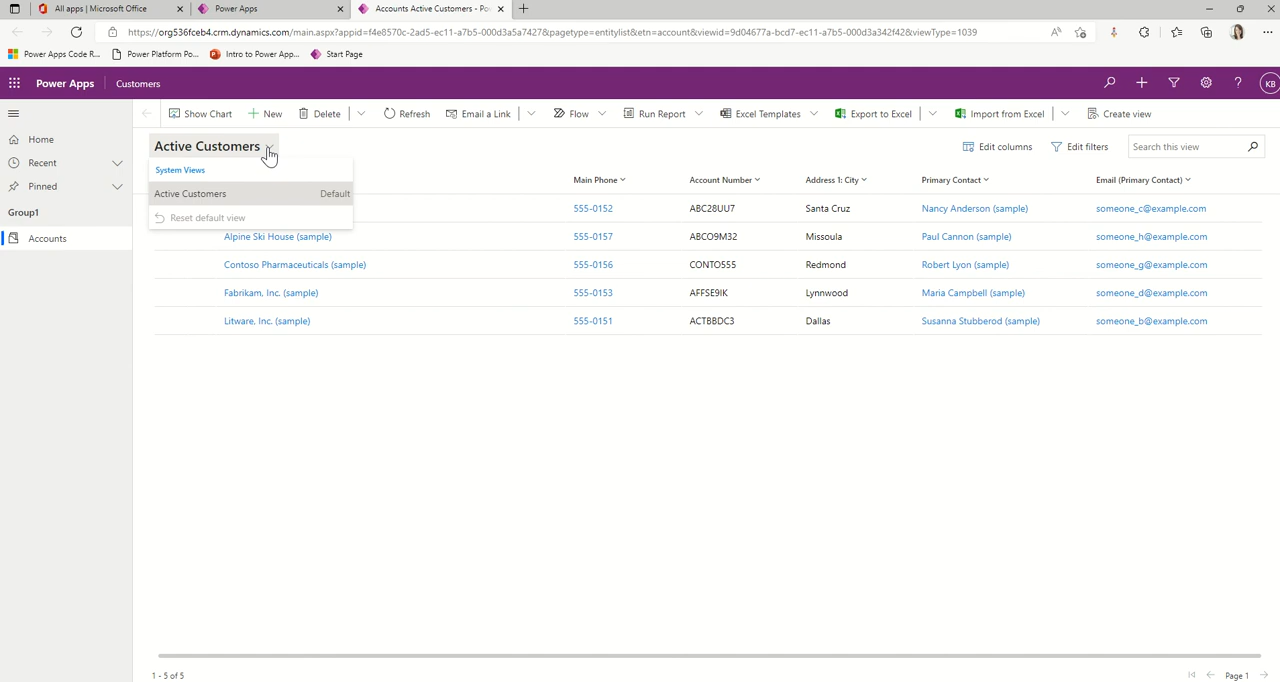 All apps | Microsoft Office
Power Apps
Accounts Active Customers - Po
https://org536fceb4.crm.dynamics.com/main.aspx?appid=f4e8570c-2ad5-ec11-a7b5-000d3a5a7427&pagetype=entitylist&etn=account&viewid=9d04677a-bcd7-ec11-a7b5-000d3a342f42&viewType=1039
Power Apps Code R...
Power Platform Po...
Intro to Power App...
Start Page
Power Apps
Customers
KB
Show Chart
New
Delete
Refresh
Email a Link
Flow
Run Report
Excel Templates
Export to Excel
Import from Excel
Create view
Home
Recent
Pinned
Group1
Accounts
Active Customers
Edit columns
Edit filters
Search this view
System Views
Active Customers Default
Reset default view
Main Phone Account Number Address 1: City Primary Contact Email (Primary Contact)
555-0152 ABC28UU7 Santa Cruz Nancy Anderson (sample) someone_c@example.com
Alpine Ski House (sample) 555-0157 ABCO9M32 Missoula Paul Cannon (sample) someone_h@example.com
Contoso Pharmaceuticals (sample) 555-0156 CONTO555 Redmond Robert Lyon (sample) someone_g@example.com
Fabrikam, Inc. (sample) 555-0153 AFFSE9IK Lynnwood Maria Campbell (sample) someone_d@example.com
Litware, Inc. (sample) 555-0151 ACTBBDC3 Dallas Susanna Stubberod (sample) someone_b@example.com
1 - 5 of 5
Page 1